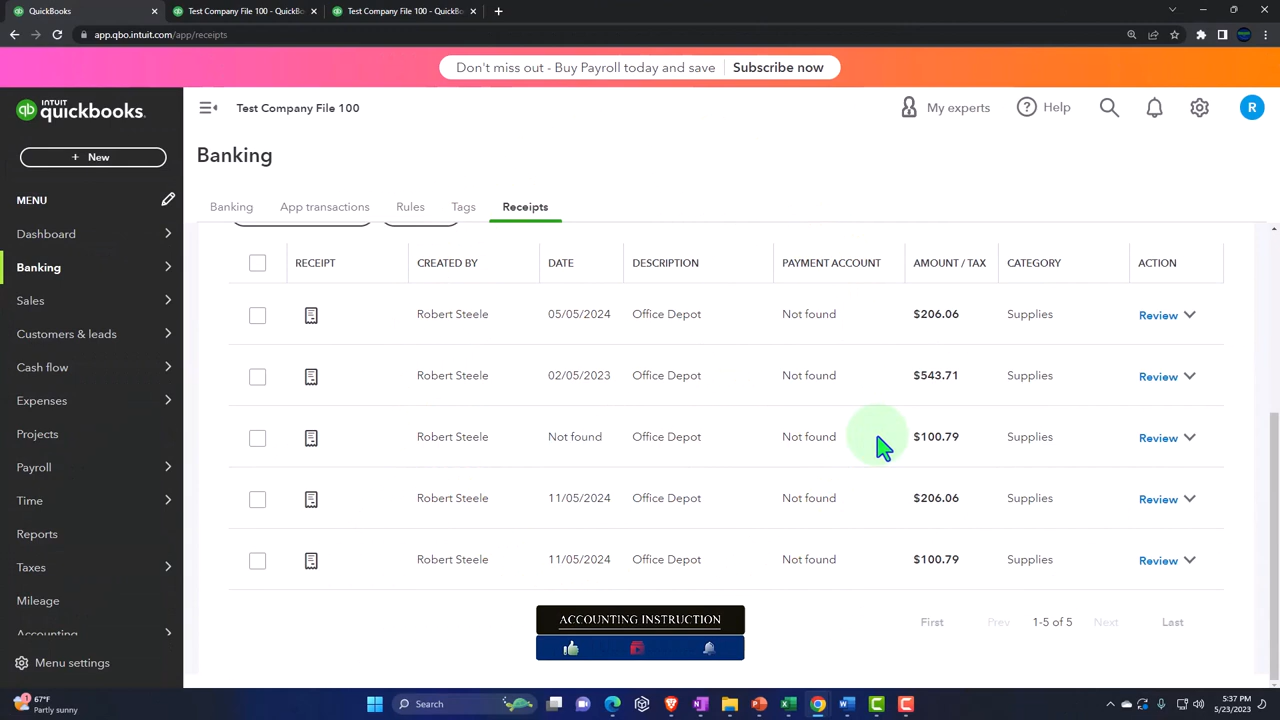 QuickBooks
Test Company File 100 - QuickBo
Test Company File 100 - QuickBo
app.qbo.intuit.com/app/receipts
Don't miss out - Buy Payroll today and save
Subscribe now
INTUIT
quickbooks.
Test Company File 100
My experts
Help
R
+ New
Banking
MENU
Banking
App transactions
Rules
Tags
Receipts
Dashboard
Banking
Sales
Customers & leads
Cash flow
Expenses
Projects
Payroll
Time
Reports
Taxes
Mileage
Accounting
Menu settings
RECEIPT CREATED BY DATE DESCRIPTION PAYMENT ACCOUNT AMOUNT / TAX CATEGORY ACTION
Robert Steele 05/05/2024 Office Depot Not found $206.06 Supplies Review
Robert Steele 02/05/2023 Office Depot Not found $543.71 Supplies Review
Robert Steele Not found Office Depot Not found $100.79 Supplies Review
Robert Steele 11/05/2024 Office Depot Not found $206.06 Supplies Review
Robert Steele 11/05/2024 Office Depot Not found $100.79 Supplies Review
ACCOUNTING INSTRUCTION
First Prev 1-5 of 5 Next Last
1
67°F
Partly sunny
Search
5:37 PM
5/23/2023